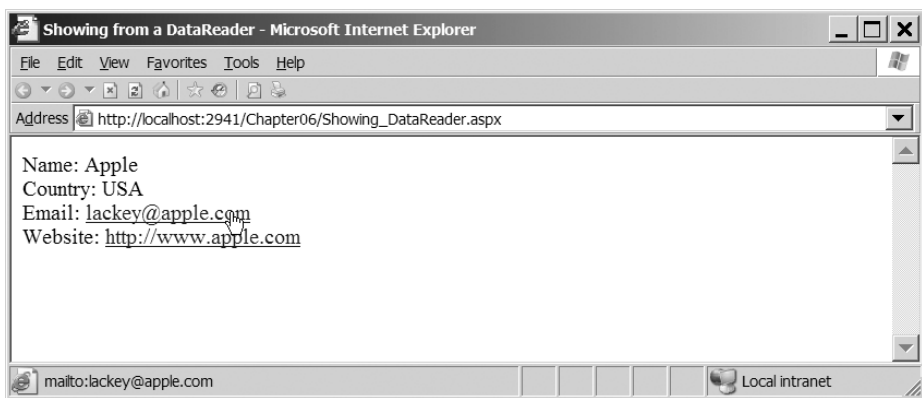 Showing from a DataReader - Microsoft Internet Explorer
File Edit View Favorites Tools Help
Address http://localhost:2941/Chapter06/Showing_DataReader.aspx
Name: Apple
Country: USA
Email: lackey@apple.com
Website: http://www.apple.com
mailto:lackey@apple.com Local intranet